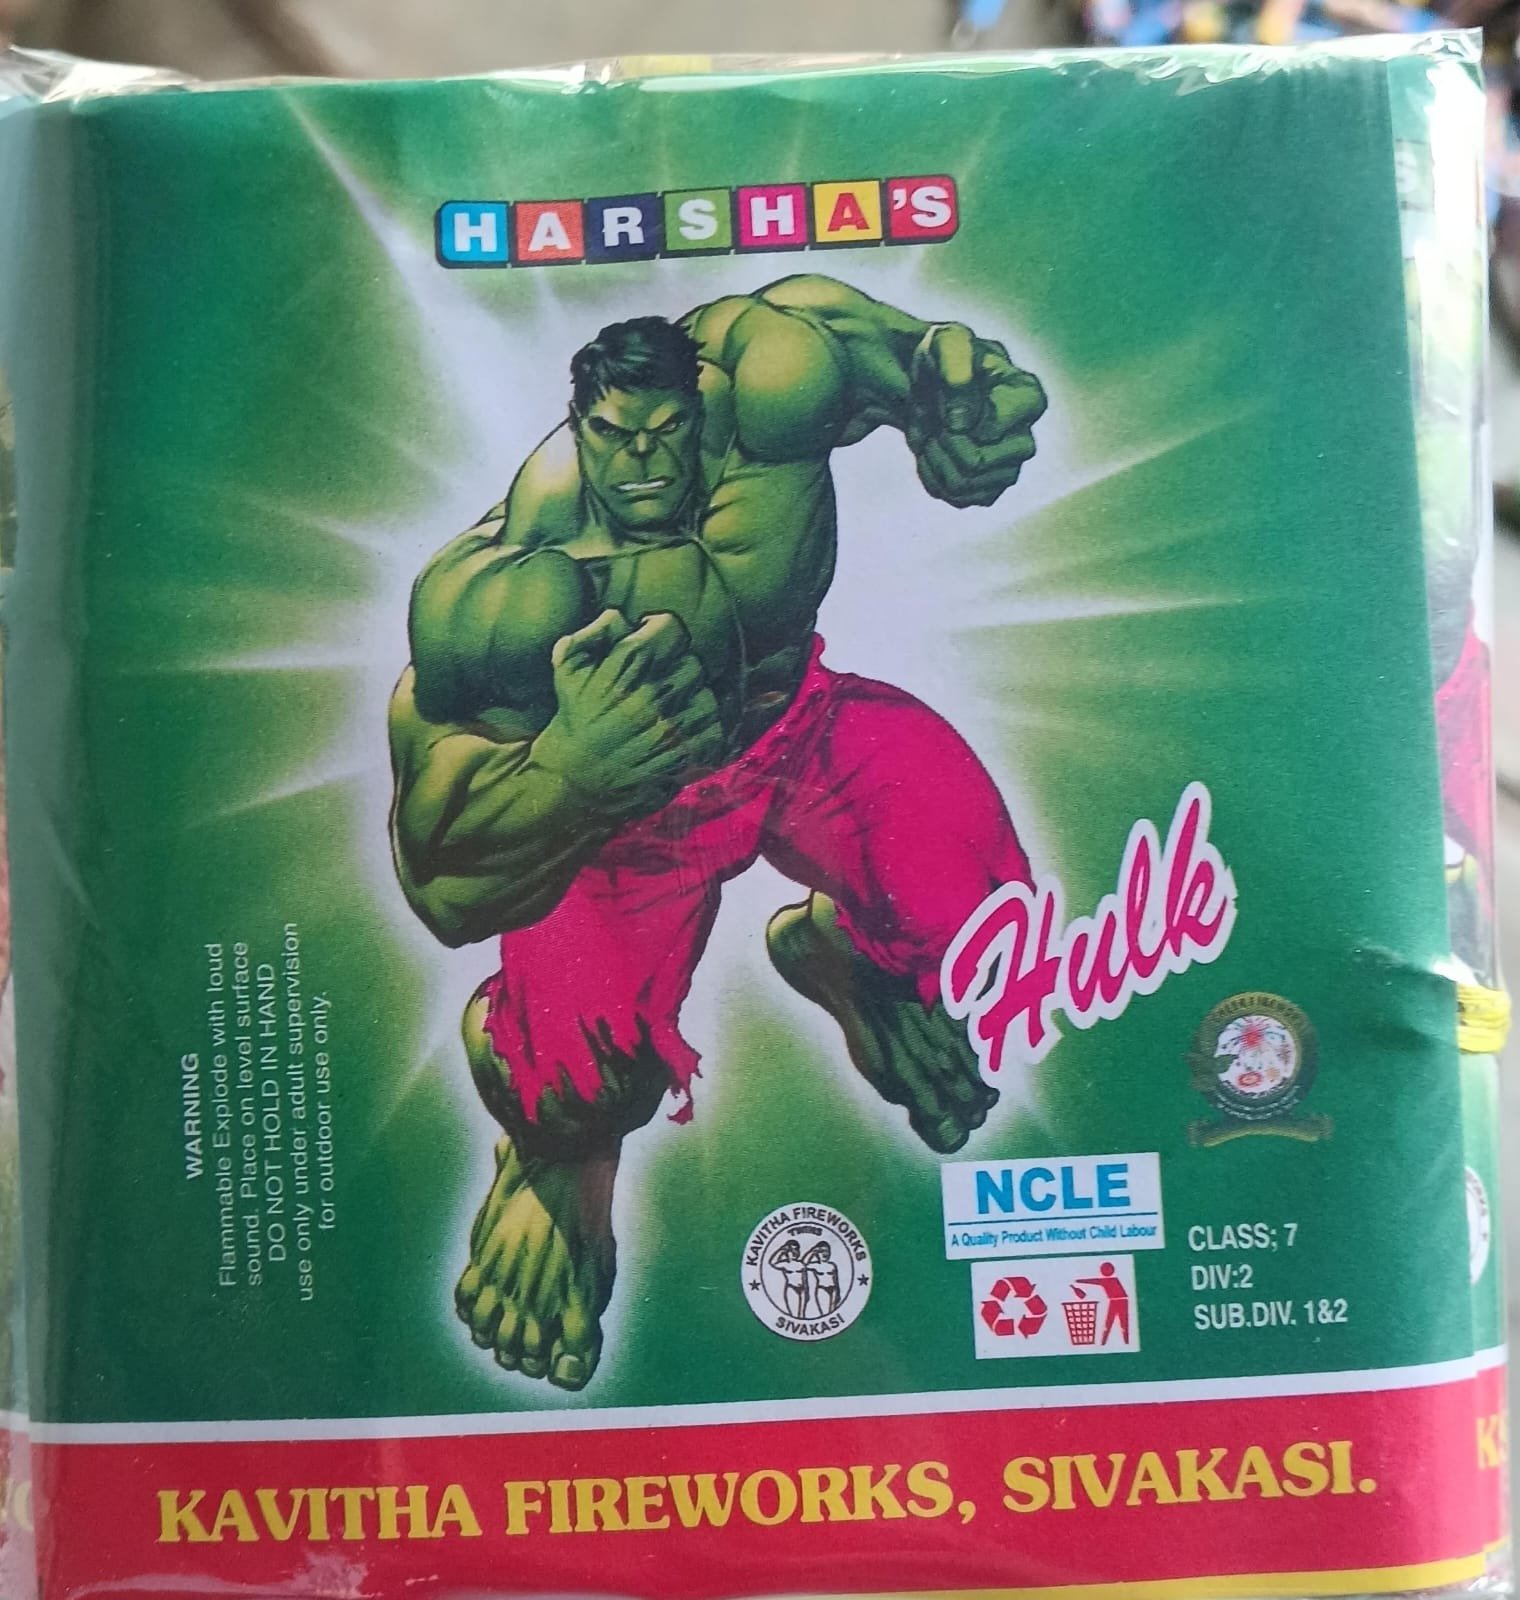 HARSHA'S
Hulk
WARNING
Flammable Explode with loud
sound. Place on level surface
DO NOT HOLD IN HAND
use only under adult supervision
for outdoor use only.
KAVITHA FIREWORKS
TWINS
SIVAKASI
NCLE
A Quality Product Without Child Labour
CLASS; 7
DIV:2
SUB.DIV. 1&2
KAVITHA FIREWORKS, SIVAKASI.